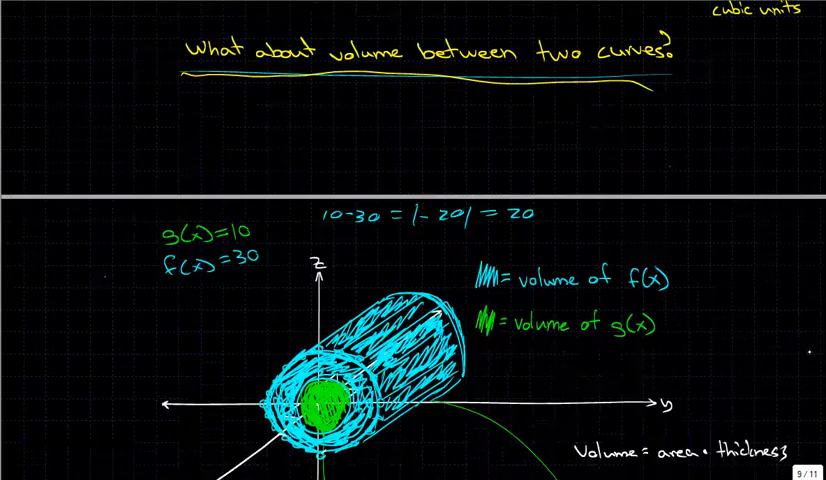 cubic units
What about volume between two curves?
10-30 = |-20| = 20
g(x)=10
f(x)=30
z
= volume of f(x)
= volume of g(x)
y
Volume = area · thickness
9 / 11